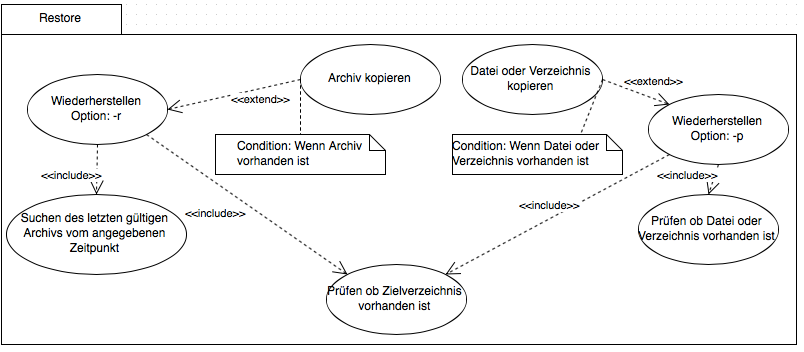 Restore
Archiv kopieren
Datei oder Verzeichnis
kopieren
<<extend>>
<<extend>>
Wiederherstellen
Option: -r
Wiederherstellen
Option: -p
Condition: Wenn Archiv
vorhanden ist
Condition: Wenn Datei oder
Verzeichnis vorhanden ist
<<include>>
<<include>>
<<include>>
<<include>>
Suchen des letzten gültigen
Archivs vom angegebenen
Zeitpunkt
Prüfen ob Datei oder
Verzeichnis vorhanden ist
Prüfen ob Zielverzeichnis
vorhanden ist